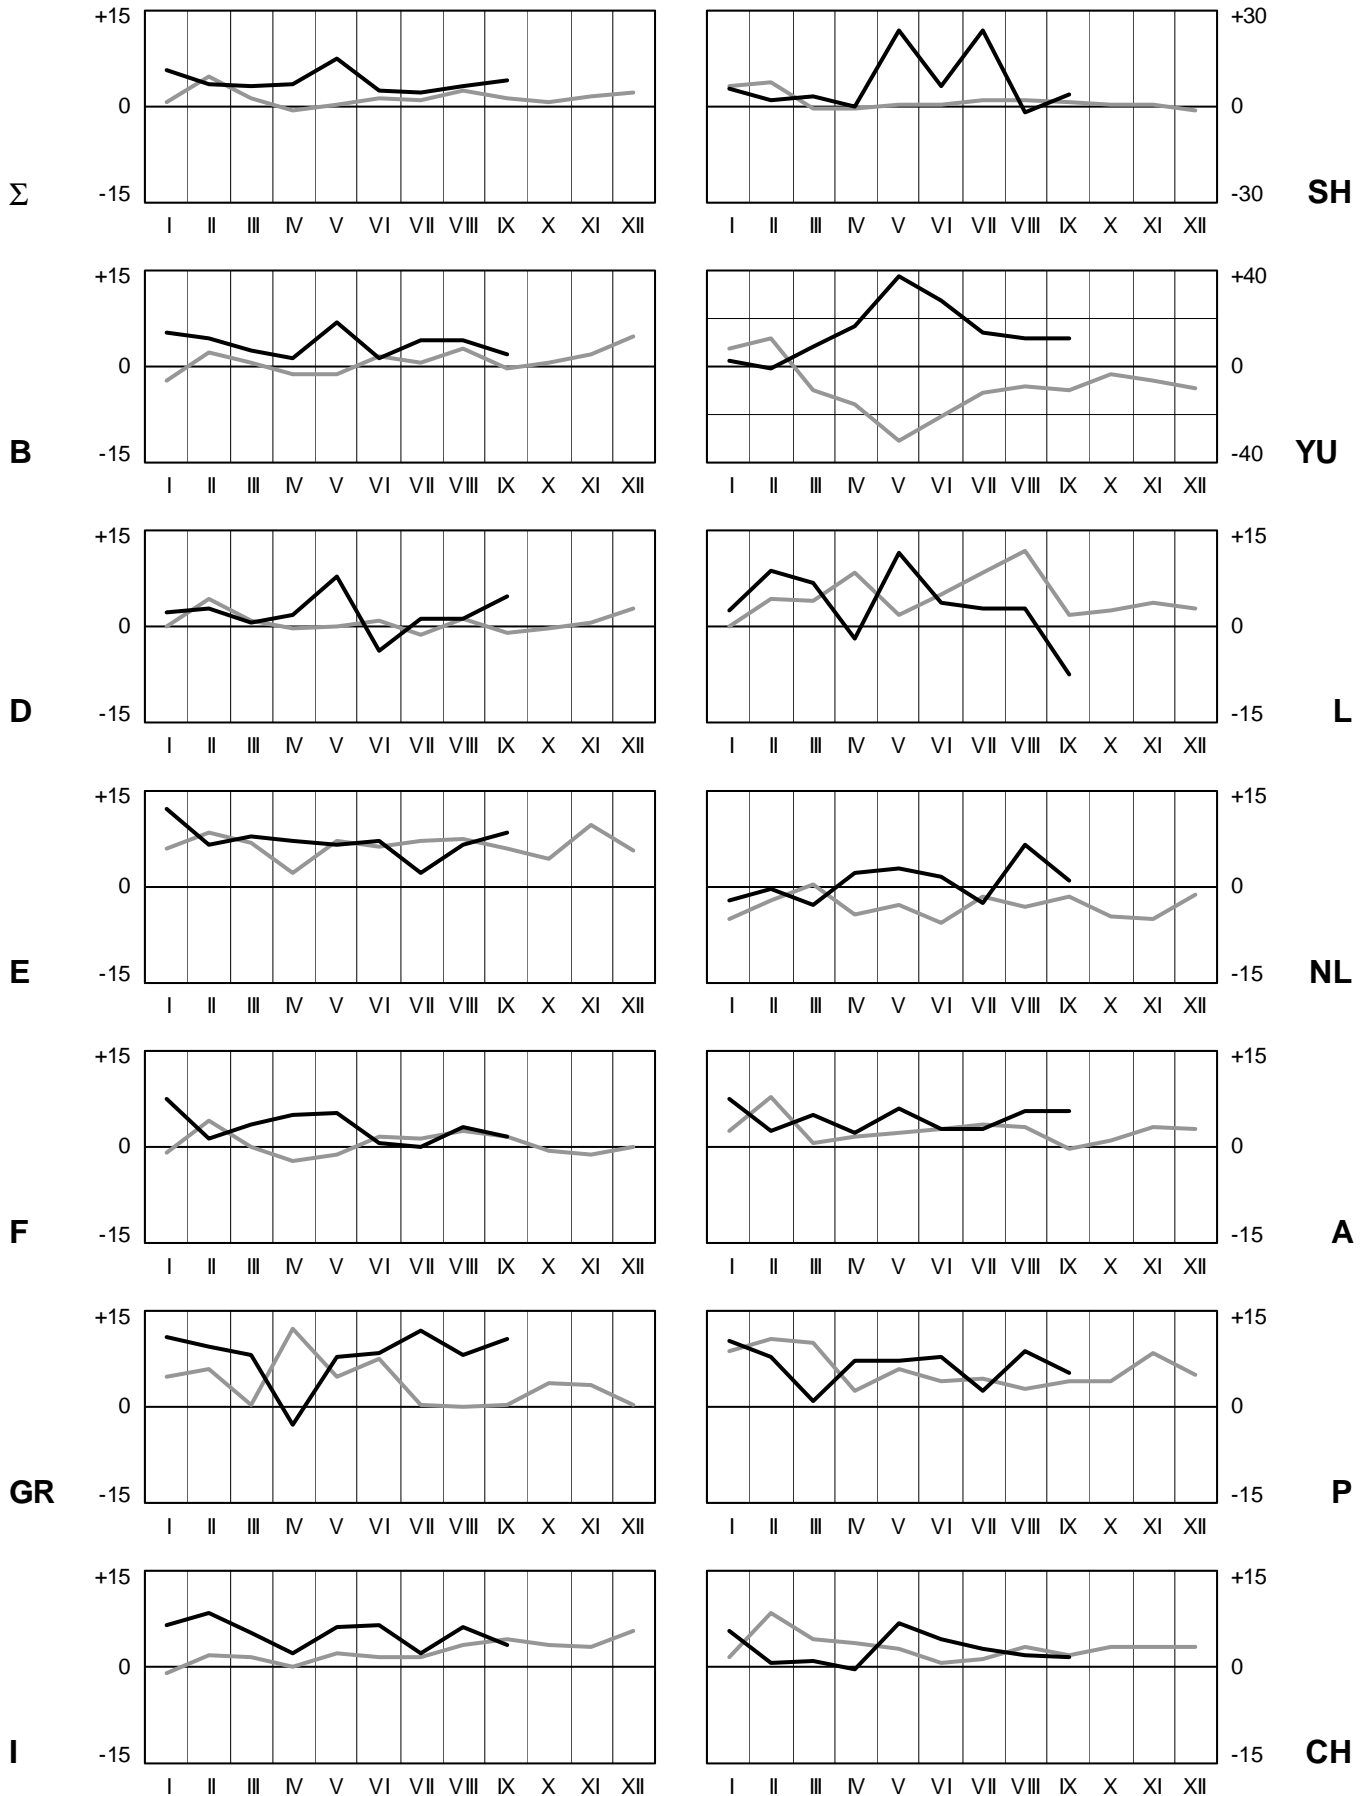 +15 +30
0 0
Σ -15 -30 SH
I II III IV V VI VII VIII IX X XI XII I II III IV V VI VII VIII IX X XI XII
+15 +40
0 0
B -15 -40 YU
I II III IV V VI VII VIII IX X XI XII I II III IV V VI VII VIII IX X XI XII
+15 +15
0 0
D -15 -15 L
I II III IV V VI VII VIII IX X XI XII I II III IV V VI VII VIII IX X XI XII
+15 +15
0 0
E -15 -15 NL
I II III IV V VI VII VIII IX X XI XII I II III IV V VI VII VIII IX X XI XII
+15 +15
0 0
F -15 -15 A
I II III IV V VI VII VIII IX X XI XII I II III IV V VI VII VIII IX X XI XII
+15 +15
0 0
GR -15 -15 P
I II III IV V VI VII VIII IX X XI XII I II III IV V VI VII VIII IX X XI XII
+15 +15
0 0
I -15 -15 CH
I II III IV V VI VII VIII IX X XI XII I II III IV V VI VII VIII IX X XI XII